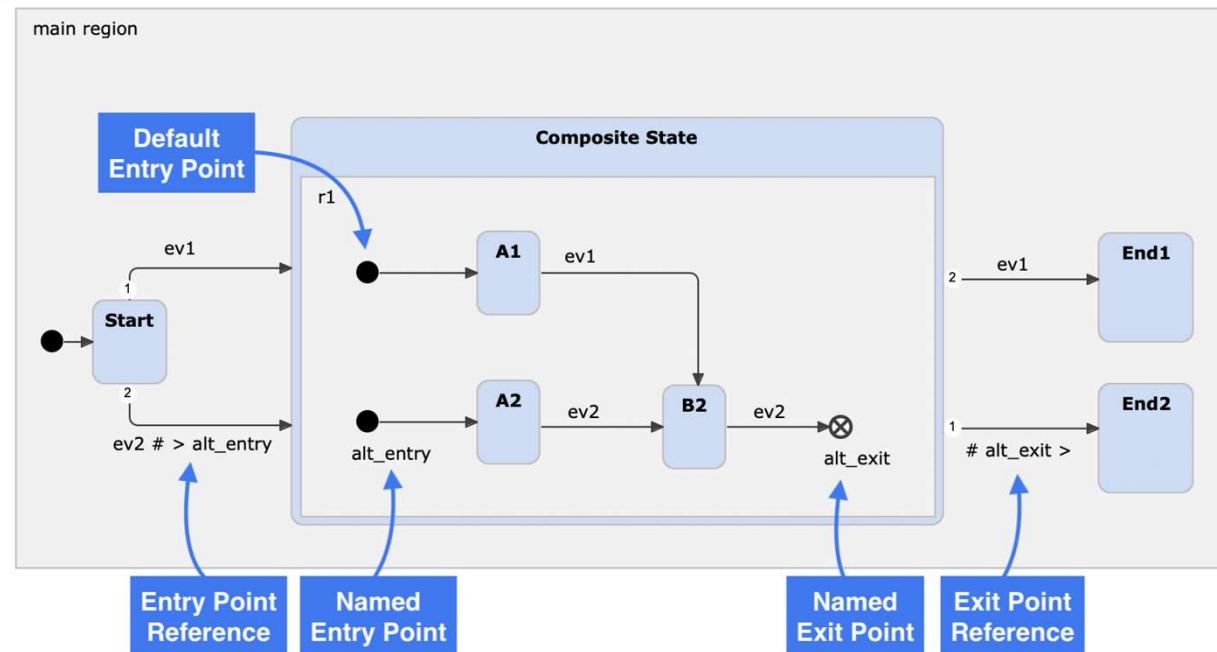 main region
Default
Entry Point
Composite State
r1
ev1
A1
ev1
2
ev1
End1
1
Start
2
ev2 # > alt_entry
alt_entry
A2
ev2
B2
ev2
alt_exit
1
# alt_exit >
End2
Entry Point
Reference
Named
Entry Point
Named
Exit Point
Exit Point
Reference